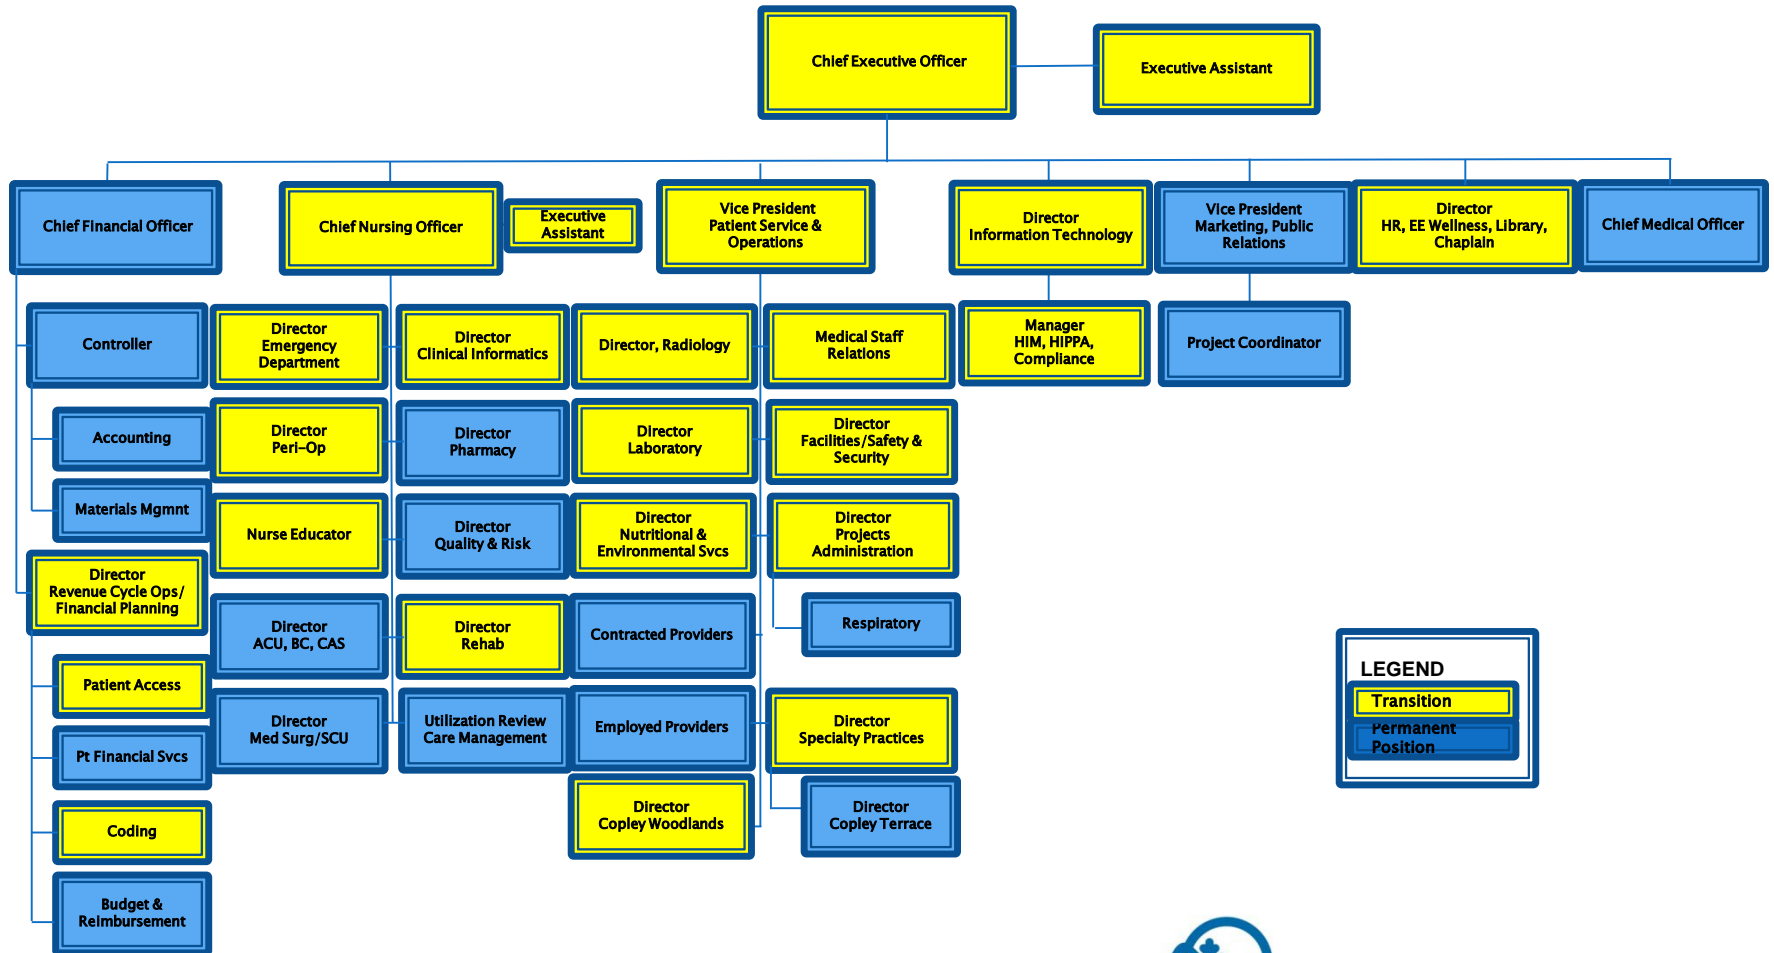 Chief Executive Officer
Executive Assistant
Chief Financial Officer
Chief Nursing Officer
Executive
Assistant
Vice President
Patient Service &
Operations
Director
Information Technology
Vice President
Marketing, Public
Relations
Director
HR, EE Wellness, Library,
Chaplain
Chief Medical Officer
Controller
Director
Emergency
Department
Director
Clinical Informatics
Director, Radiology
Medical Staff
Relations
Manager
HIM, HIPPA,
Compliance
Project Coordinator
Accounting
Director
Peri-Op
Director
Pharmacy
Director
Laboratory
Director
Facilities/Safety &
Security
Materials Mgmnt
Nurse Educator
Director
Quality & Risk
Director
Nutritional &
Environmental Svcs
Director
Projects
Administration
Director
Revenue Cycle Ops/
Financial Planning
Director
ACU, BC, CAS
Director
Rehab
Contracted Providers
Respiratory
Patient Access
Director
Med Surg/SCU
Utilization Review
Care Management
Employed Providers
Director
Specialty Practices
Pt Financial Svcs
Coding
Director
Copley Woodlands
Director
Copley Terrace
Budget &
Reimbursement
LEGEND
Transition
Permanent
Position